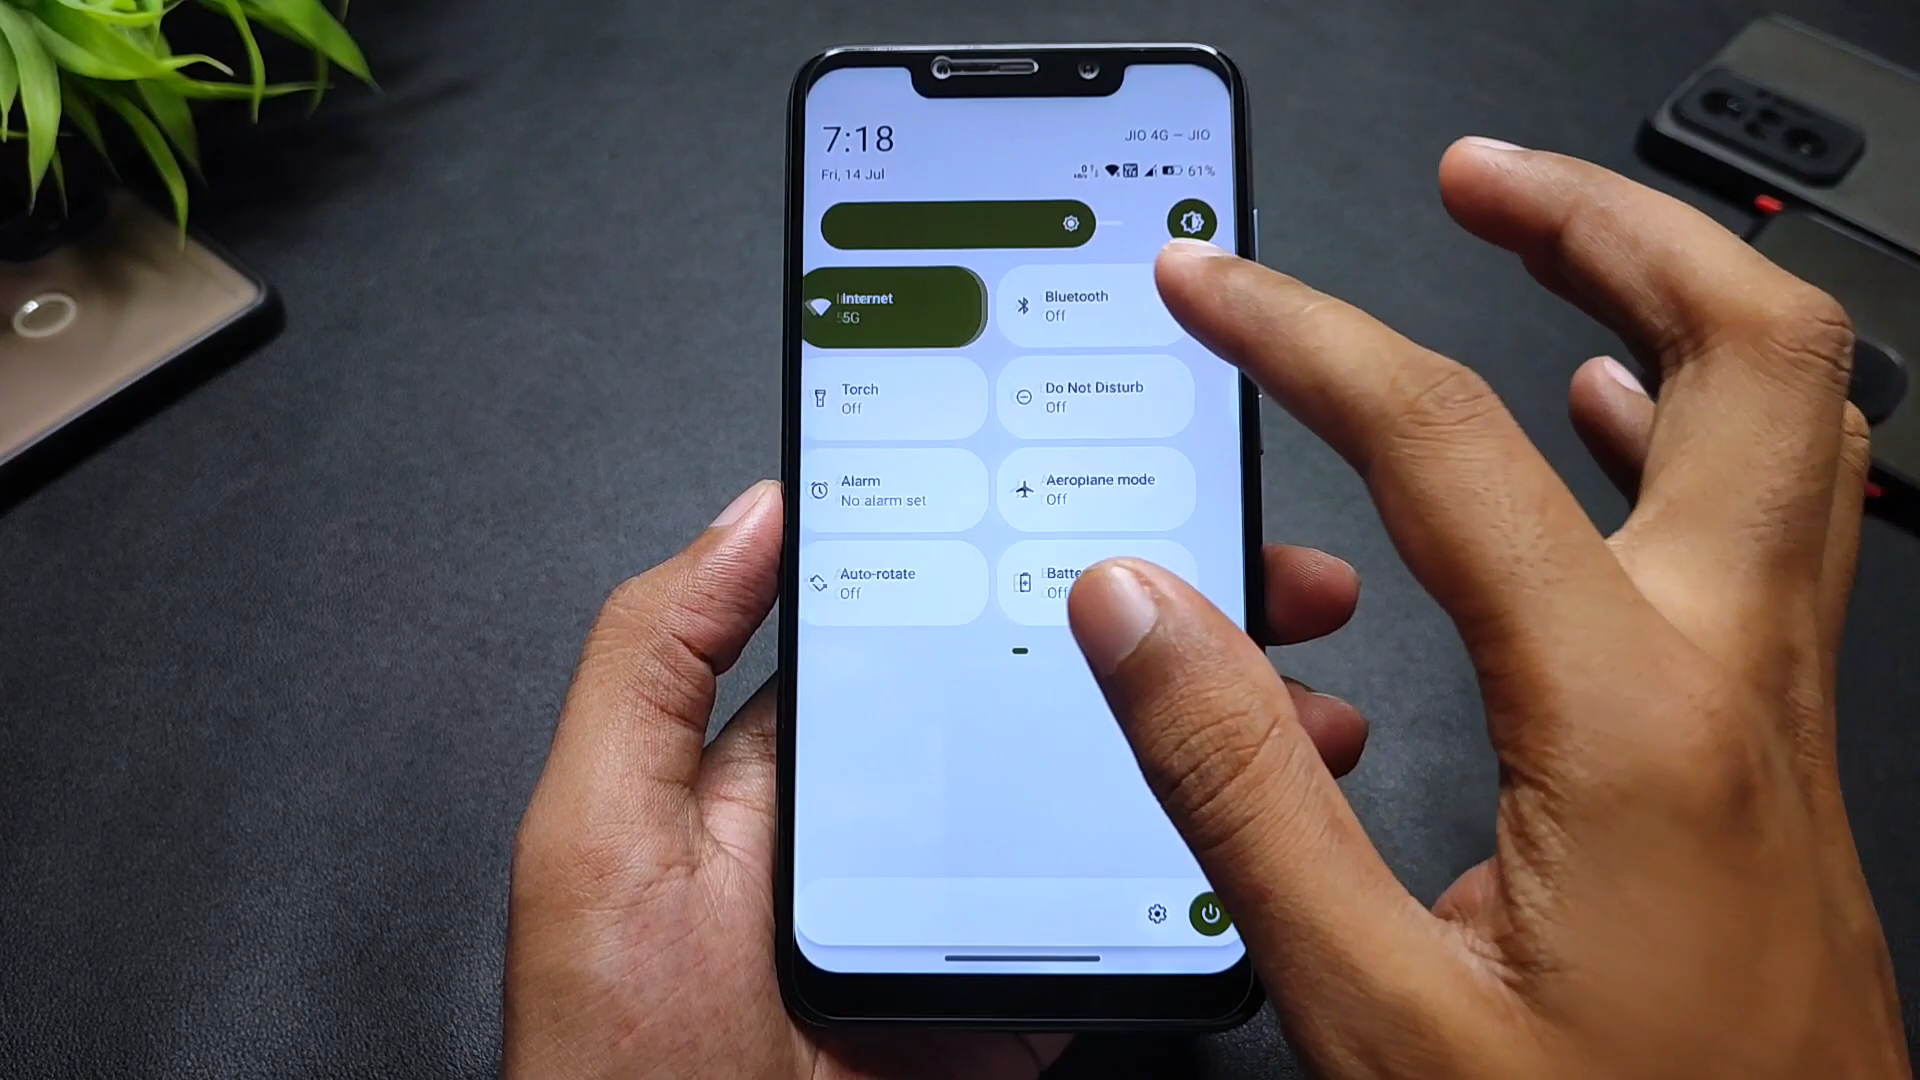 7:18
JIO 4G — JIO
Fri, 14 Jul
61%
Internet
5G
Bluetooth
Off
Torch
Off
Do Not Disturb
Off
Alarm
No alarm set
Aeroplane mode
Off
Auto-rotate
Off
Batte
Off